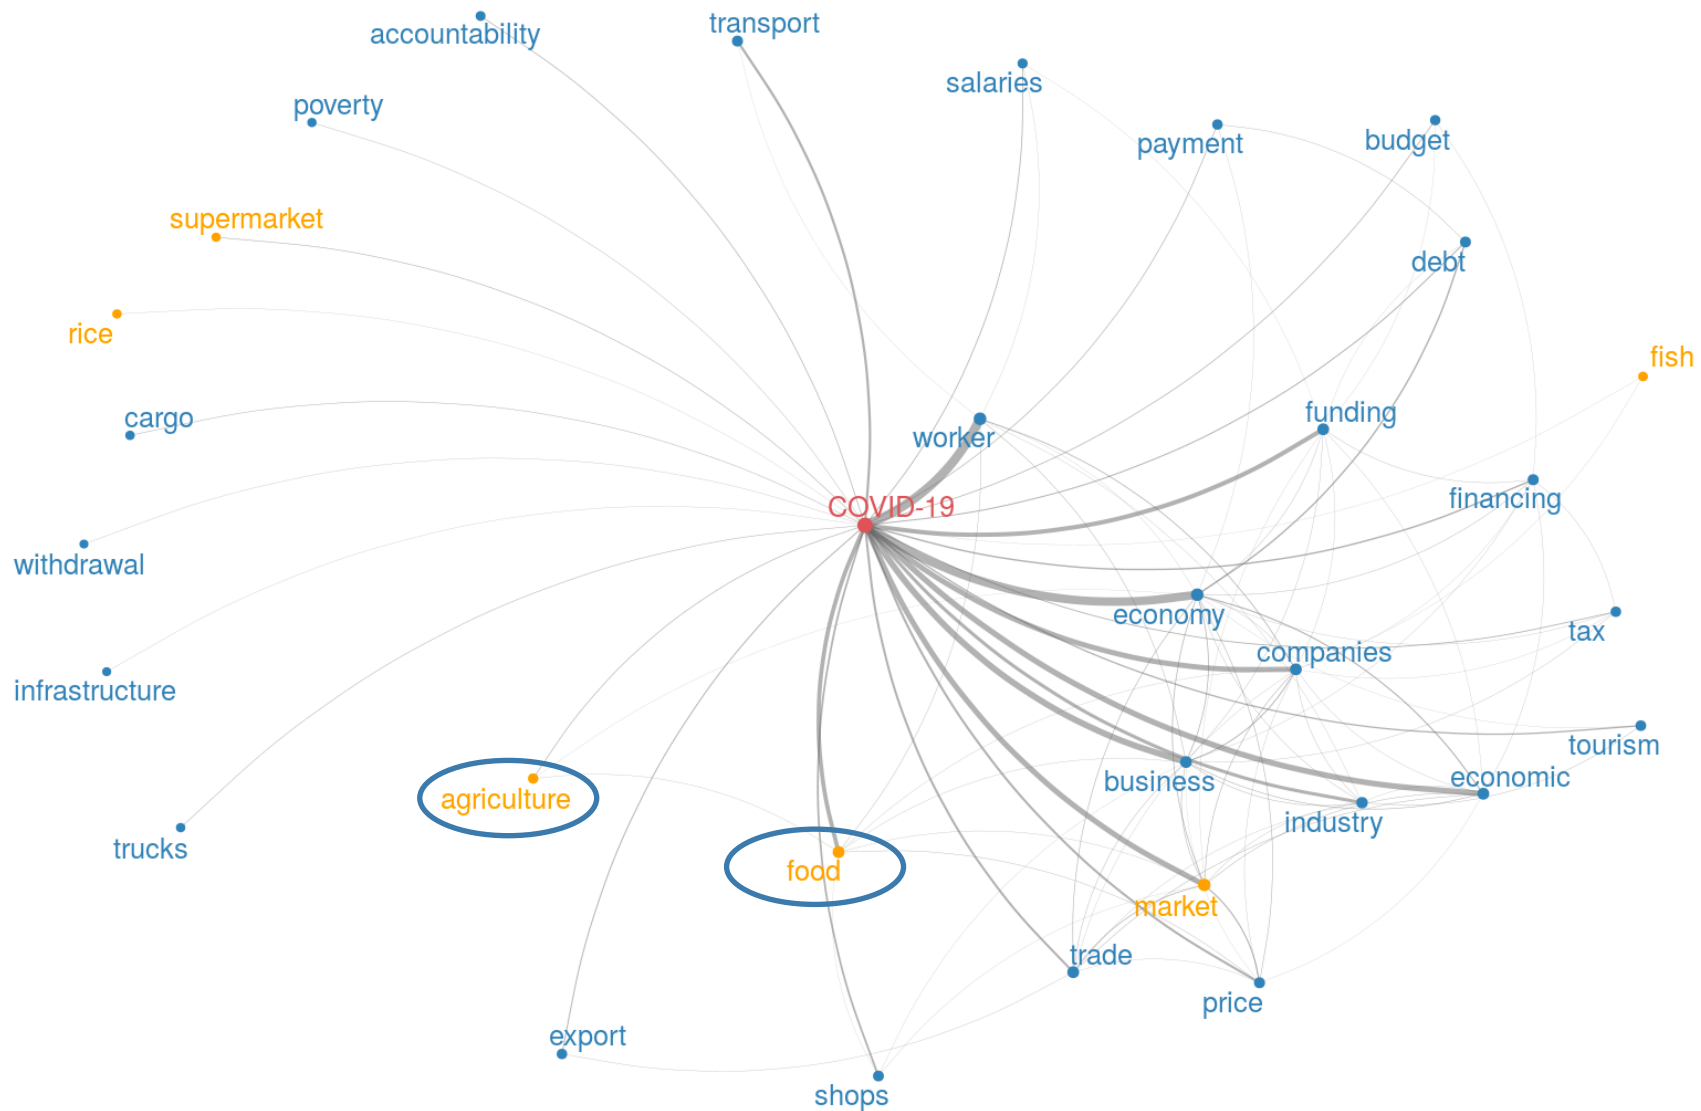 transport
accountability
salaries
poverty
budget
payment
supermarket
debt
rice
fish
funding
cargo
worker
financing
COVID-19
withdrawal
economy
tax
companies
infrastructure
tourism
economic
business
agriculture
industry
trucks
food
market
trade
price
export
shops